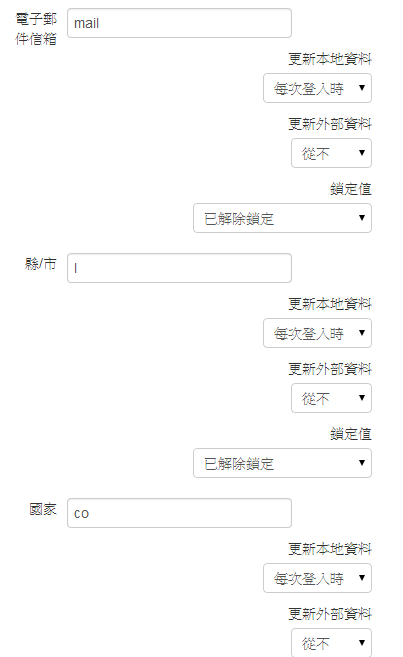 電子郵
件信箱
mail
更新本地資料
每次登入時
更新外部資料
從不
鎖定值
已解除鎖定
縣/市
l
更新本地資料
每次登入時
更新外部資料
從不
鎖定值
已解除鎖定
國家
co
更新本地資料
每次登入時
更新外部資料
從不